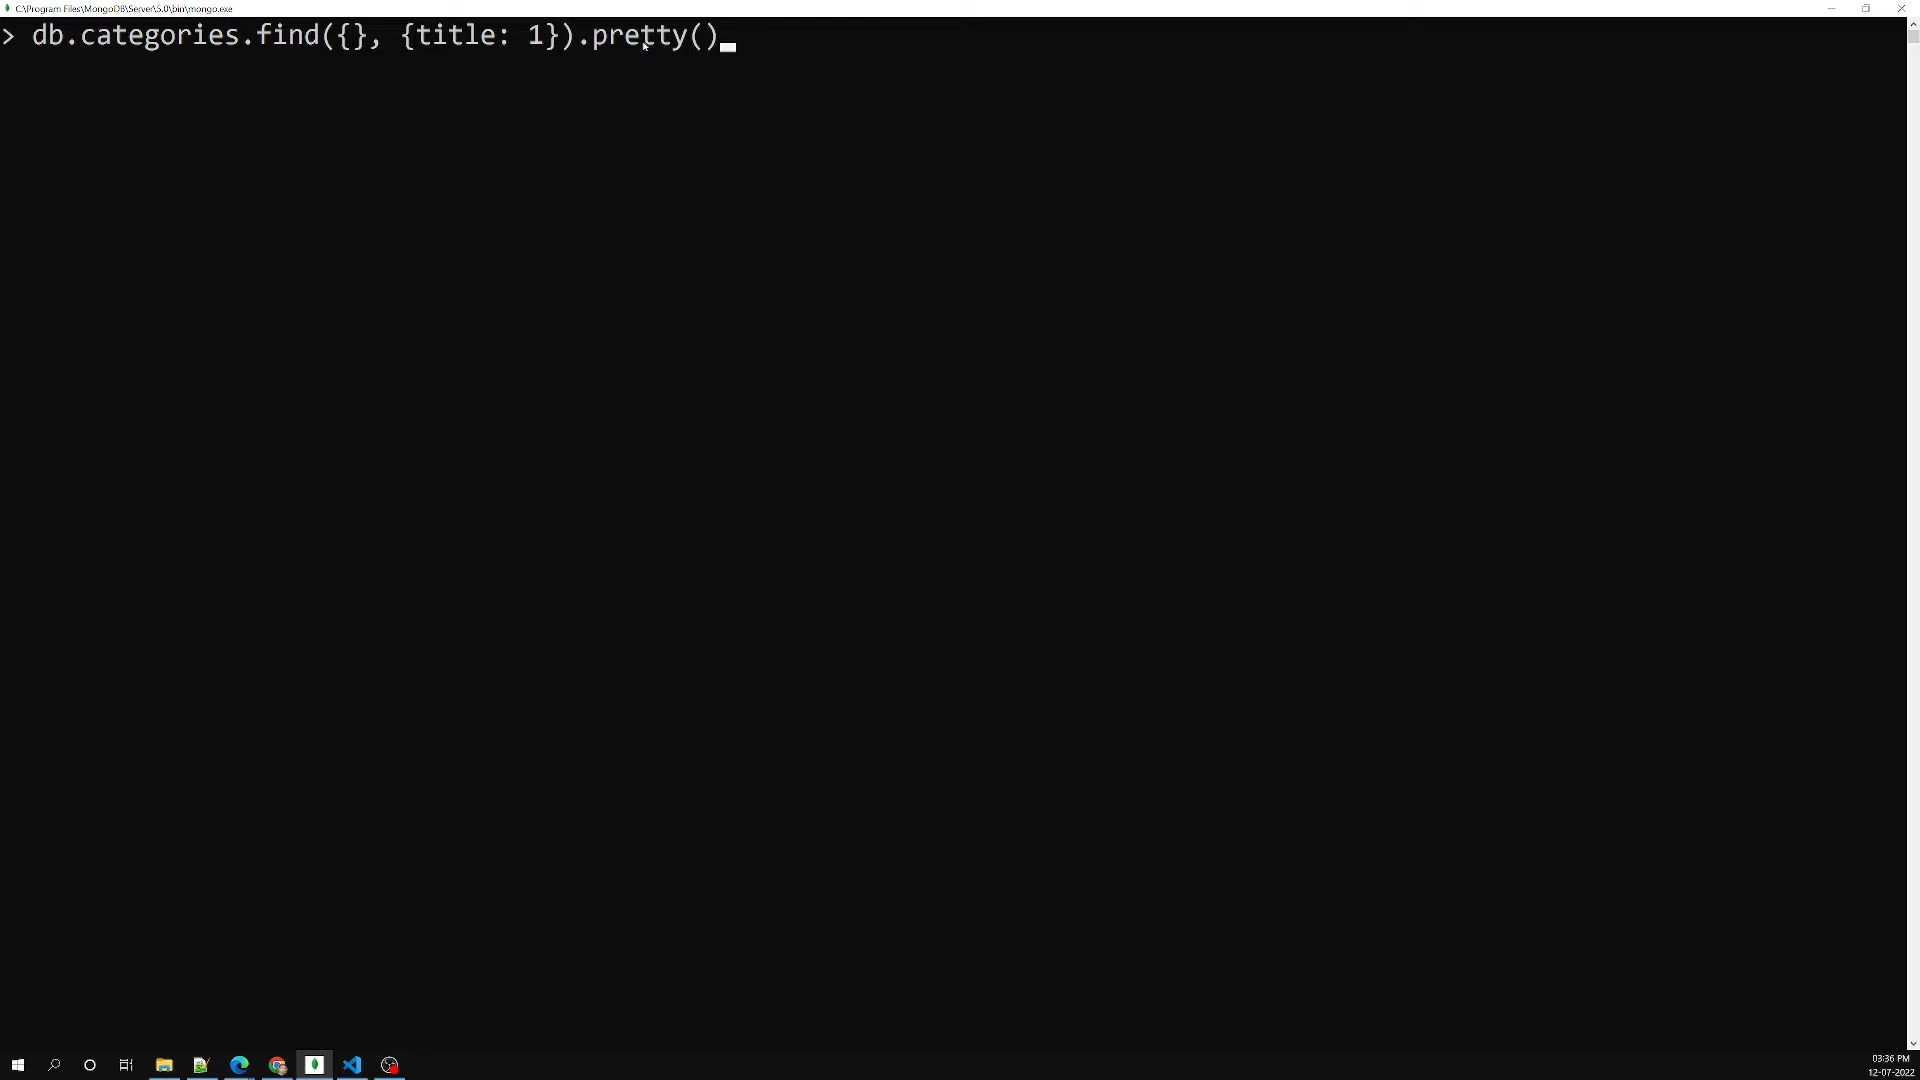 C:\Program Files\MongoDB\Server\5.0\bin\mongo.exe
> db.categories.find({}, {title: 1}).pretty()
03:36 PM
12-07-2022